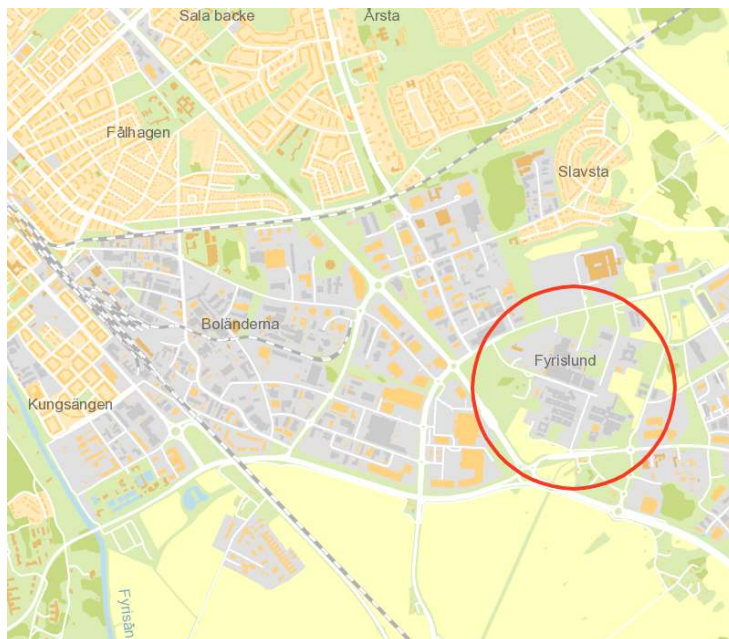 Sala backe
Årsta
Fålhagen
Slavsta
Boländerna
Fyrislund
Kungsängen
Fyrisån